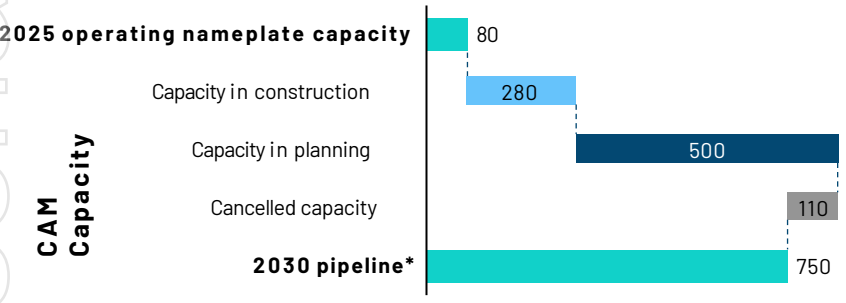 2025 operating nameplate capacity 80
Capacity in construction 280
Capacity in planning 500
Cancelled capacity 110
2030 pipeline* 750
CAM
Capacity